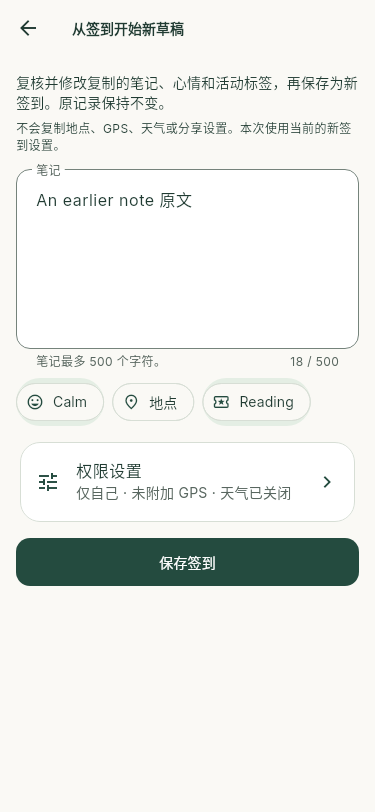 从签到开始新草稿
复核并修改复制的笔记、心情和活动标签，再保存为新
签到。原记录保持不变。
不会复制地点、GPS、天气或分享设置。本次使用当前的新签
到设置。
笔记
An earlier note 原文
笔记最多 500 个字符。
18 / 500
Calm
地点
Reading
权限设置
仅自己 · 未附加 GPS · 天气已关闭
保存签到